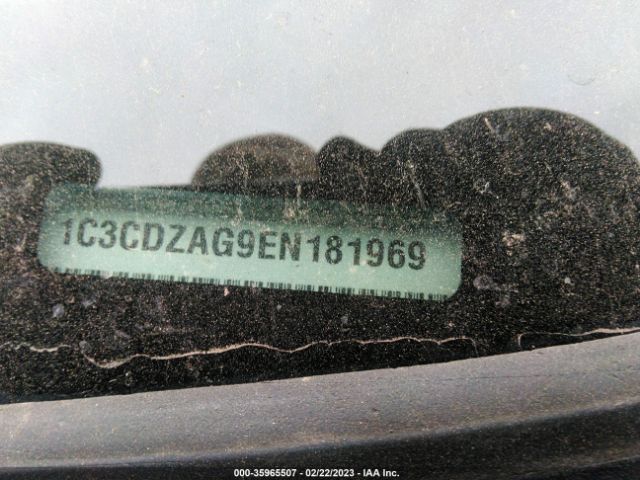 1C3CDZAG9EN181969
000-35965507 - 02/22/2023 - IAA Inc.